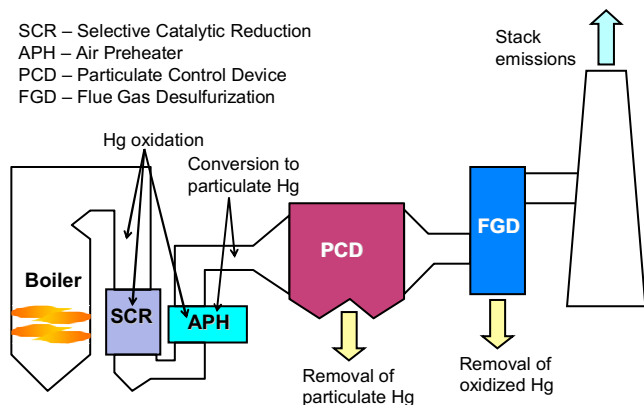 SCR – Selective Catalytic Reduction
APH – Air Preheater
PCD – Particulate Control Device
FGD – Flue Gas Desulfurization
Stack
emissions
Hg oxidation
Conversion to
particulate Hg
Boiler
SCR
APH
PCD
FGD
Removal of
particulate Hg
Removal of
oxidized Hg